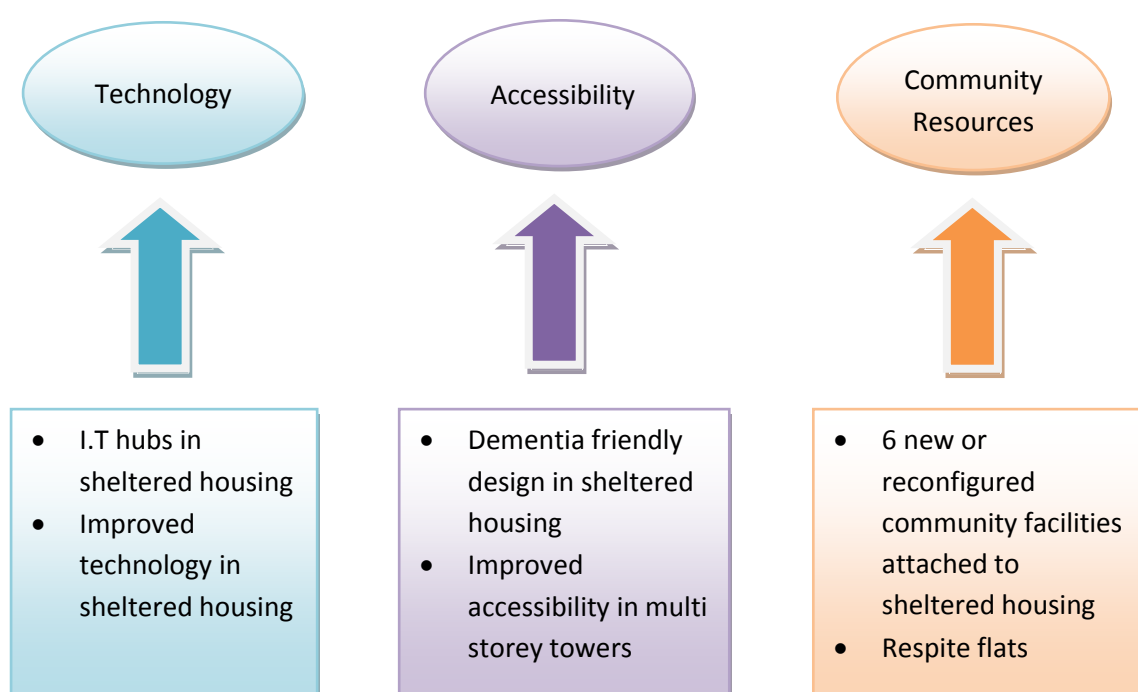 Technology
Accessibility
Community
Resources
• I.T hubs in
sheltered housing
• Improved
technology in
sheltered housing
• Dementia friendly
design in sheltered
housing
• Improved
accessibility in multi
storey towers
• 6 new or
reconfigured
community facilities
attached to
sheltered housing
• Respite flats